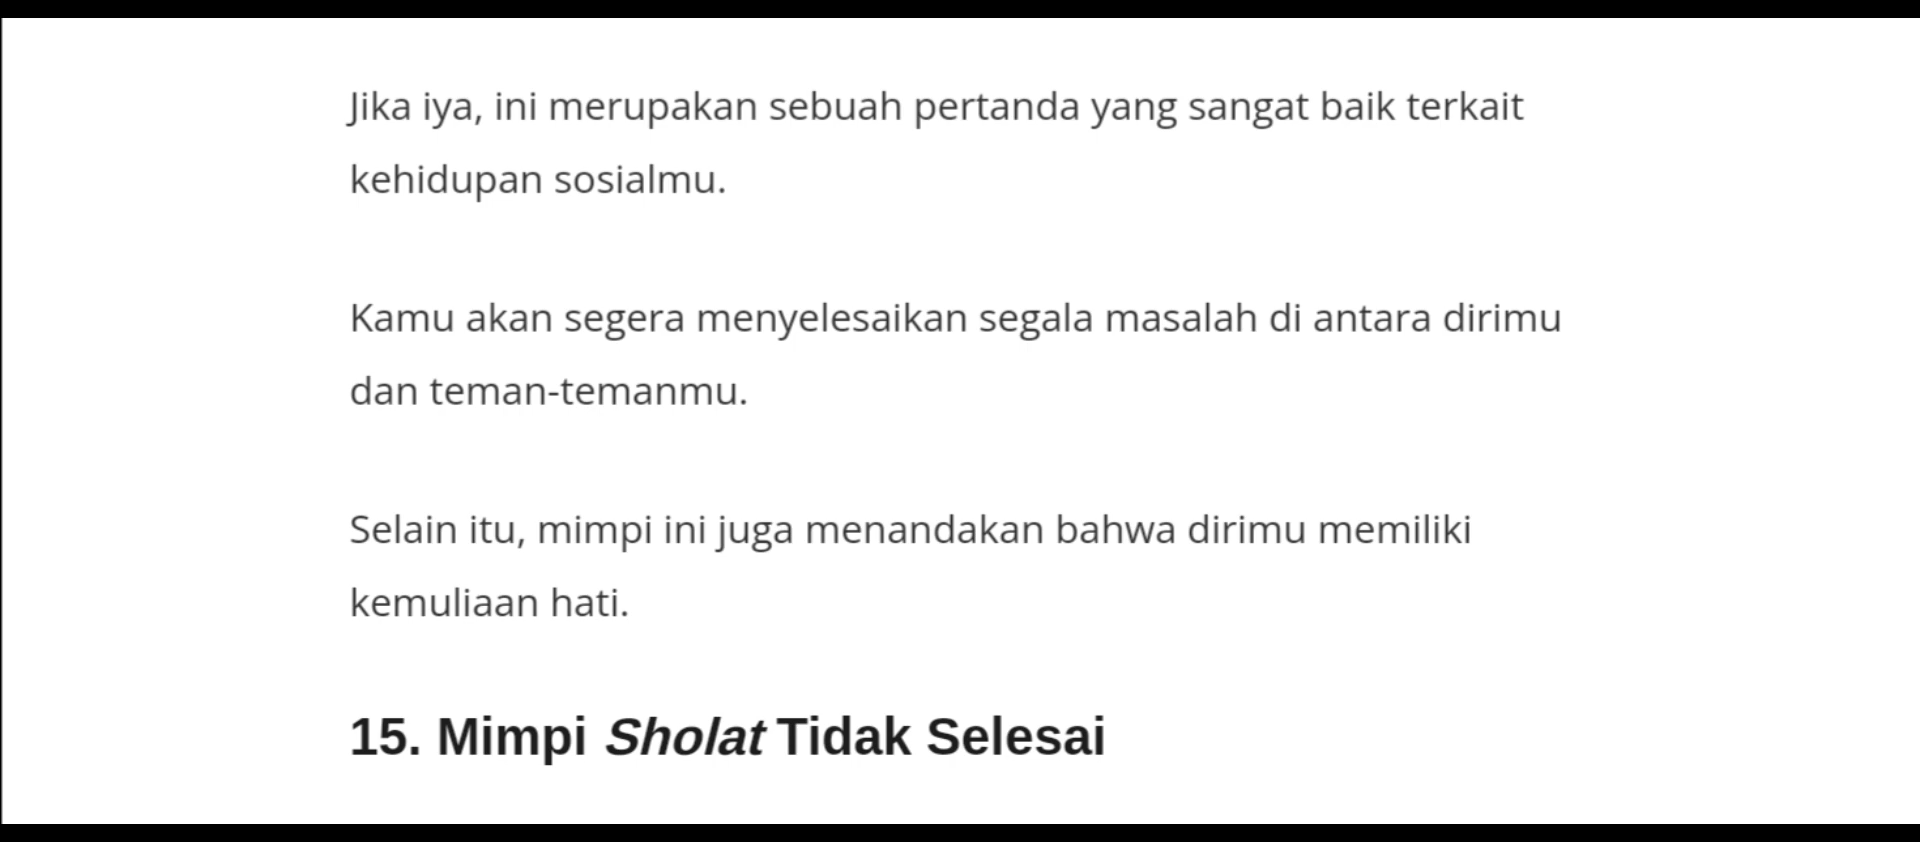 Jika iya, ini merupakan sebuah pertanda yang sangat baik terkait
kehidupan sosialmu.
Kamu akan segera menyelesaikan segala masalah di antara dirimu
dan teman-temanmu.
Selain itu, mimpi ini juga menandakan bahwa dirimu memiliki
kemuliaan hati.
15. Mimpi Sholat Tidak Selesai